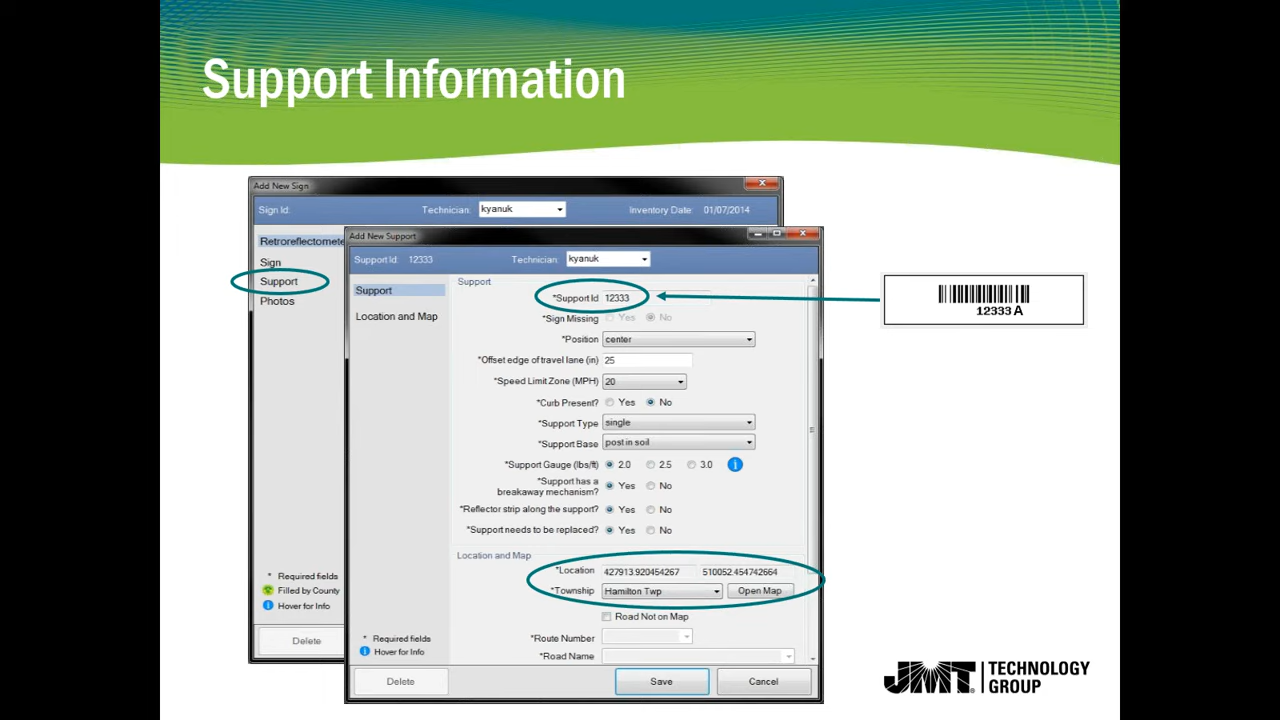 Support Information
Add New Sign
Sign Id: Technician: kyanuk Inventory Date: 01/07/2014
Retroreflectomete
Sign
Support
Photos
* Required fields
Filled by County
i Hover for Info
Delete
Add New Support
Support Id: 12333 Technician: kyanuk
Support
Location and Map
Support
*Support Id 12333
*Sign Missing Yes No
*Position center
*Offset edge of travel lane (in) 25
*Speed Limit Zone (MPH) 20
*Curb Present? Yes No
*Support Type single
*Support Base post in soil
*Support Gauge (lbs/ft) 2.0 2.5 3.0 i
*Support has a
breakaway mechanism? Yes No
*Reflector strip along the support? Yes No
*Support needs to be replaced? Yes No
Location and Map
*Location 427913.920454267 510052.454742664
*Township Hamilton Twp Open Map
Road Not on Map
*Route Number
*Road Name
* Required fields
i Hover for Info
Delete Save Cancel
12333 A
JMT TECHNOLOGY
GROUP